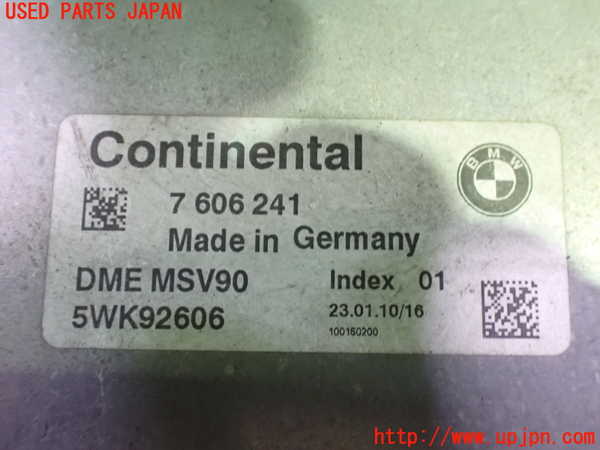 USED PARTS JAPAN
Continental
BMW
7 606 241
Made in Germany
DME MSV90
Index 01
5WK92606
23.01.10/16
100160200
http://www.upjpn.com/